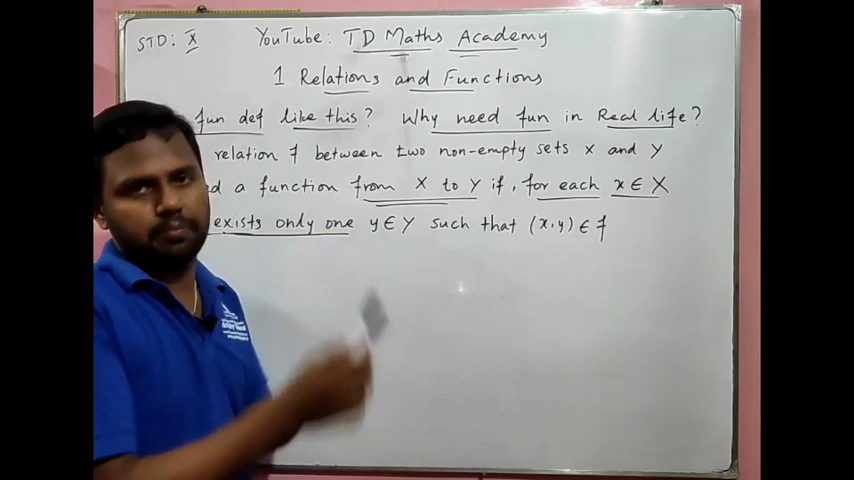 STD: X YouTube: TD Maths Academy
1 Relations and Functions
fun def like this? Why need fun in Real life?
relation f between two non-empty sets X and Y
a function from X to Y if, for each x ∈ X
exists only one y ∈ Y such that (x, y) ∈ f